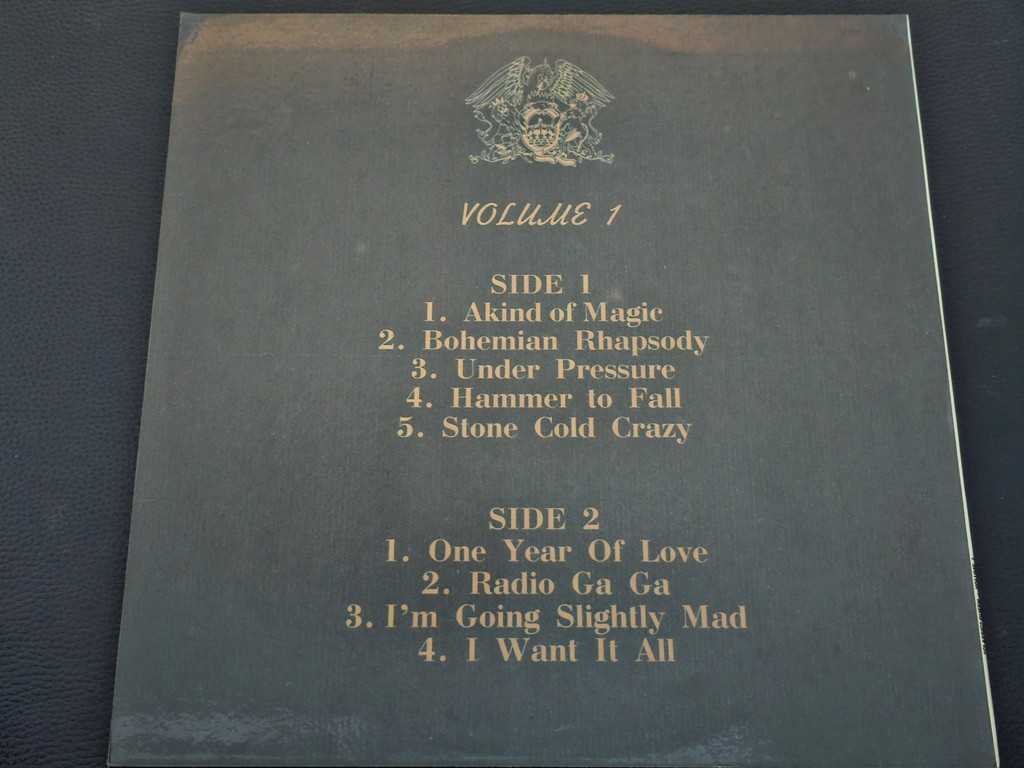 VOLUME 1
SIDE 1
1. Akind of Magic
2. Bohemian Rhapsody
3. Under Pressure
4. Hammer to Fall
5. Stone Cold Crazy
SIDE 2
1. One Year Of Love
2. Radio Ga Ga
3. I'm Going Slightly Mad
4. I Want It All